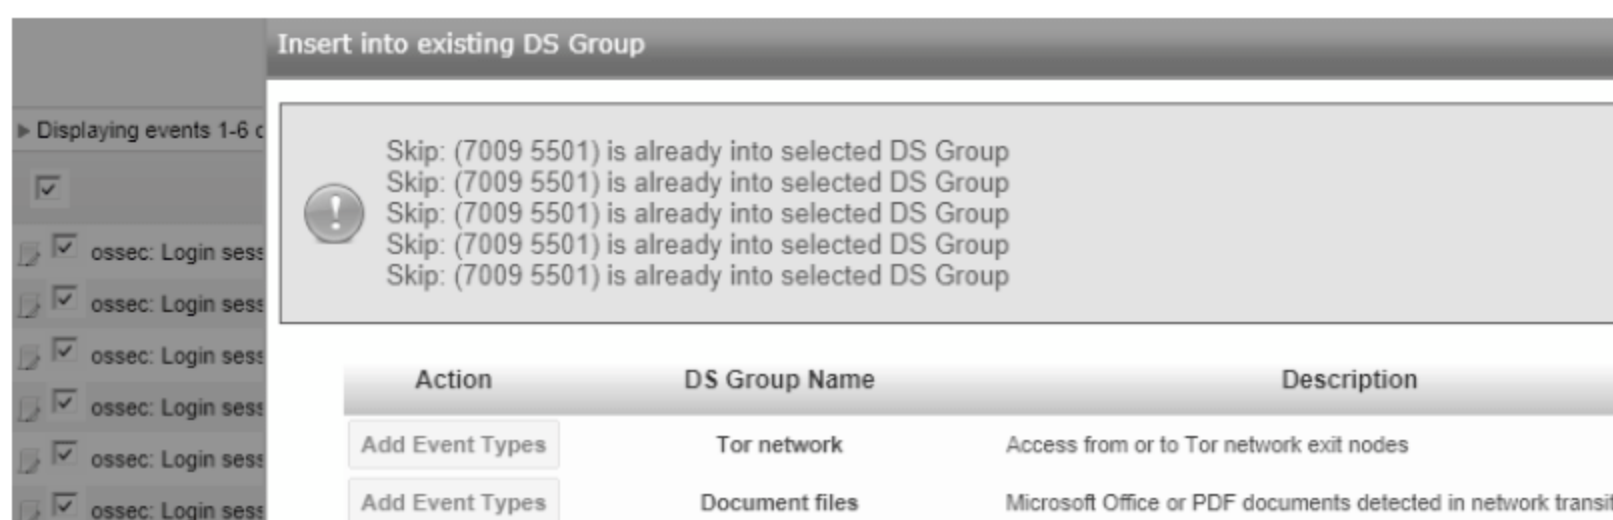 Insert into existing DS Group
Displaying events 1-6
Skip: (7009 5501) is already into selected DS Group
Skip: (7009 5501) is already into selected DS Group
Skip: (7009 5501) is already into selected DS Group
Skip: (7009 5501) is already into selected DS Group
Skip: (7009 5501) is already into selected DS Group
ossec: Login sess
ossec: Login sess
ossec: Login sess
ossec: Login sess
ossec: Login sess
ossec: Login sess
Action DS Group Name Description
Add Event Types Tor network Access from or to Tor network exit nodes
Add Event Types Document files Microsoft Office or PDF documents detected in network transit